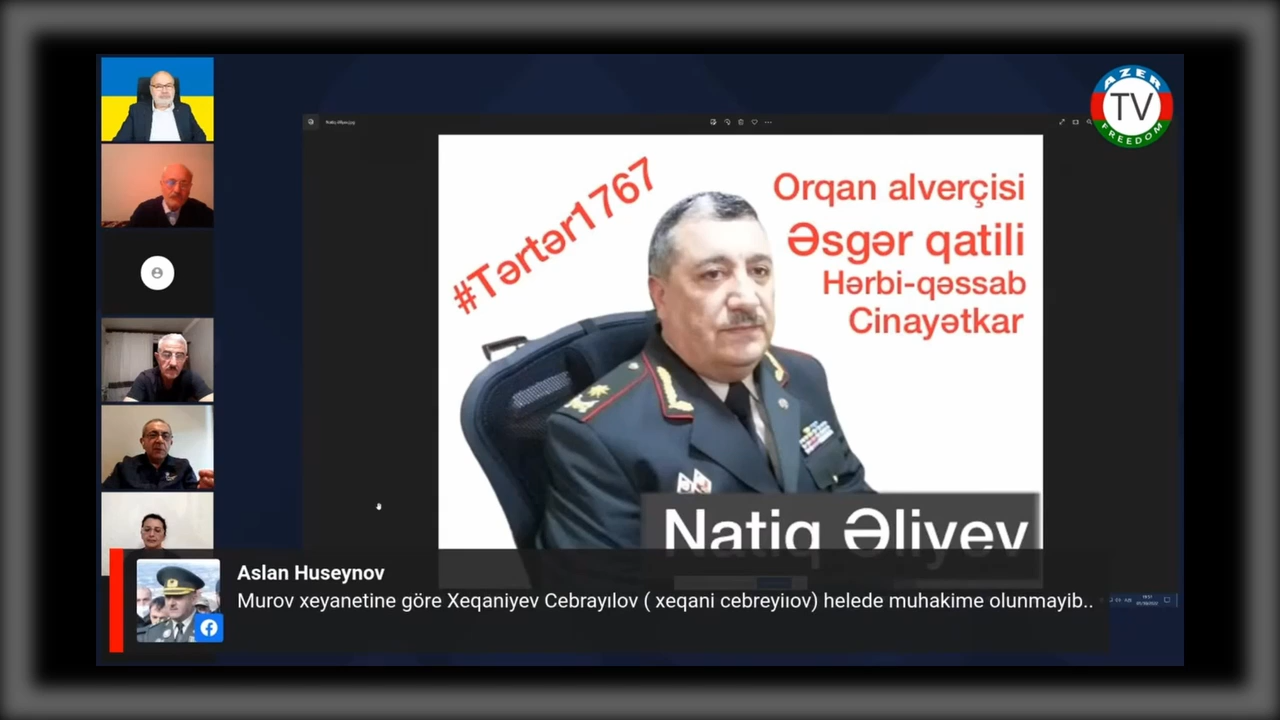 AZER
TV
FREEDOM
#Tərtər1767
Orqan alverçisi
Əsgər qatili
Hərbi-qəssab
Cinayətkar
Natiq Əliyev
Aslan Huseynov
Murov xeyanetine göre Xeqaniyev Cebrayılov ( xeqani cebreyiıov) helede muhakime olunmayib..